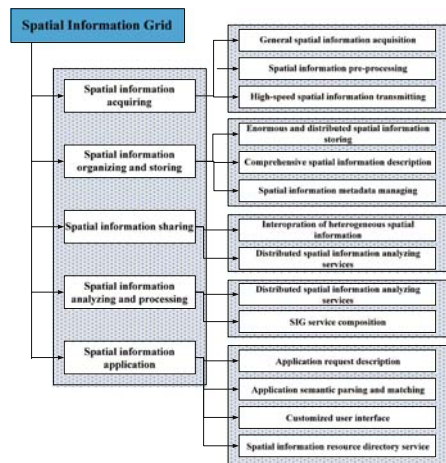 Spatial Information Grid
Spatial information
acquiring
General spatial information acquisition
Spatial information pre-processing
High-speed spatial information transmitting
Spatial information
organizing and storing
Enormous and distributed spatial information
storing
Comprehensive spatial information description
Spatial information metadata managing
Spatial information sharing
Interopration of heterogeneous spatial
information
Distributed spatial information analyzing
services
Spatial information
analyzing and processing
Distributed spatial information analyzing
services
SIG service composition
Spatial information
application
Application request description
Application semantic parsing and matching
Customized user interface
Spatial information resource directory service